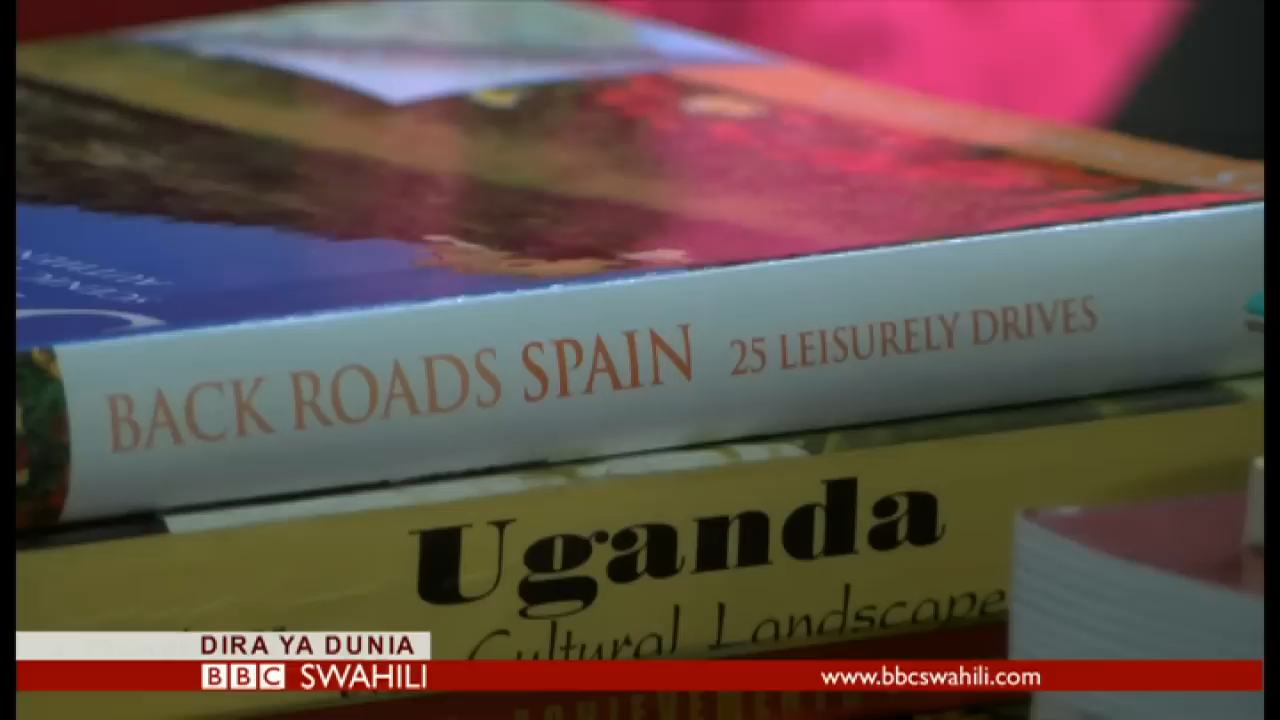 BACK ROADS SPAIN 25 LEISURELY DRIVES
Uganda
Cultural Landscape
DIRA YA DUNIA
BBC SWAHILI
www.bbcswahili.com